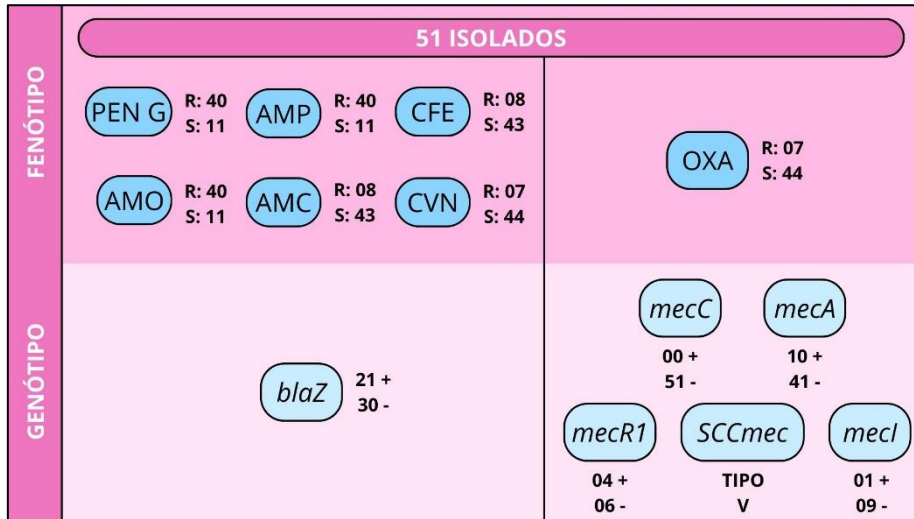 51 ISOLADOS
FENÓTIPO
PEN G
R: 40
S: 11
AMP
R: 40
S: 11
CFE
R: 08
S: 43
AMO
R: 40
S: 11
AMC
R: 08
S: 43
CVN
R: 07
S: 44
OXA
R: 07
S: 44
GENÓTIPO
blaZ
21 +
30 -
mecC
00 +
51 -
mecA
10 +
41 -
mecR1
04 +
06 -
SCCmec
TIPO
V
mecI
01 +
09 -